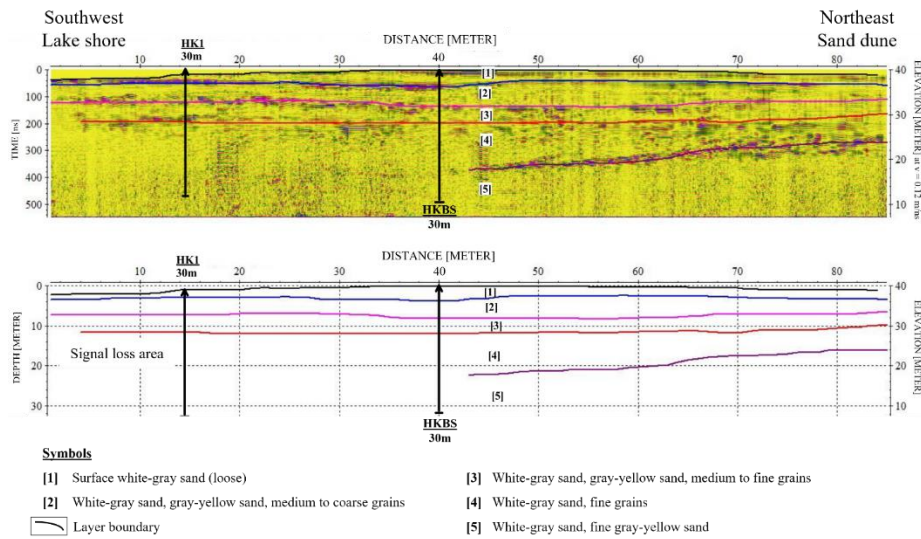 Southwest
Lake shore
Northeast
Sand dune
HK1
30m
DISTANCE [METER]
10 20 30 40 50 60 70 80
TIME [ns]
0
100
200
300
400
500
ELEVATION [METER] at v = 0.12 m/ns
40
30
20
10
[1]
[2]
[3]
[4]
[5]
HKBS
30m
HK1
30m
DISTANCE [METER]
10 20 30 40 50 60 70 80
DEPTH [METER]
0
10
20
30
ELEVATION [METER]
40
30
20
10
[1]
[2]
[3]
[4]
[5]
Signal loss area
HKBS
30m
Symbols
[1] Surface white-gray sand (loose)
[2] White-gray sand, gray-yellow sand, medium to coarse grains
Layer boundary
[3] White-gray sand, gray-yellow sand, medium to fine grains
[4] White-gray sand, fine grains
[5] White-gray sand, fine gray-yellow sand